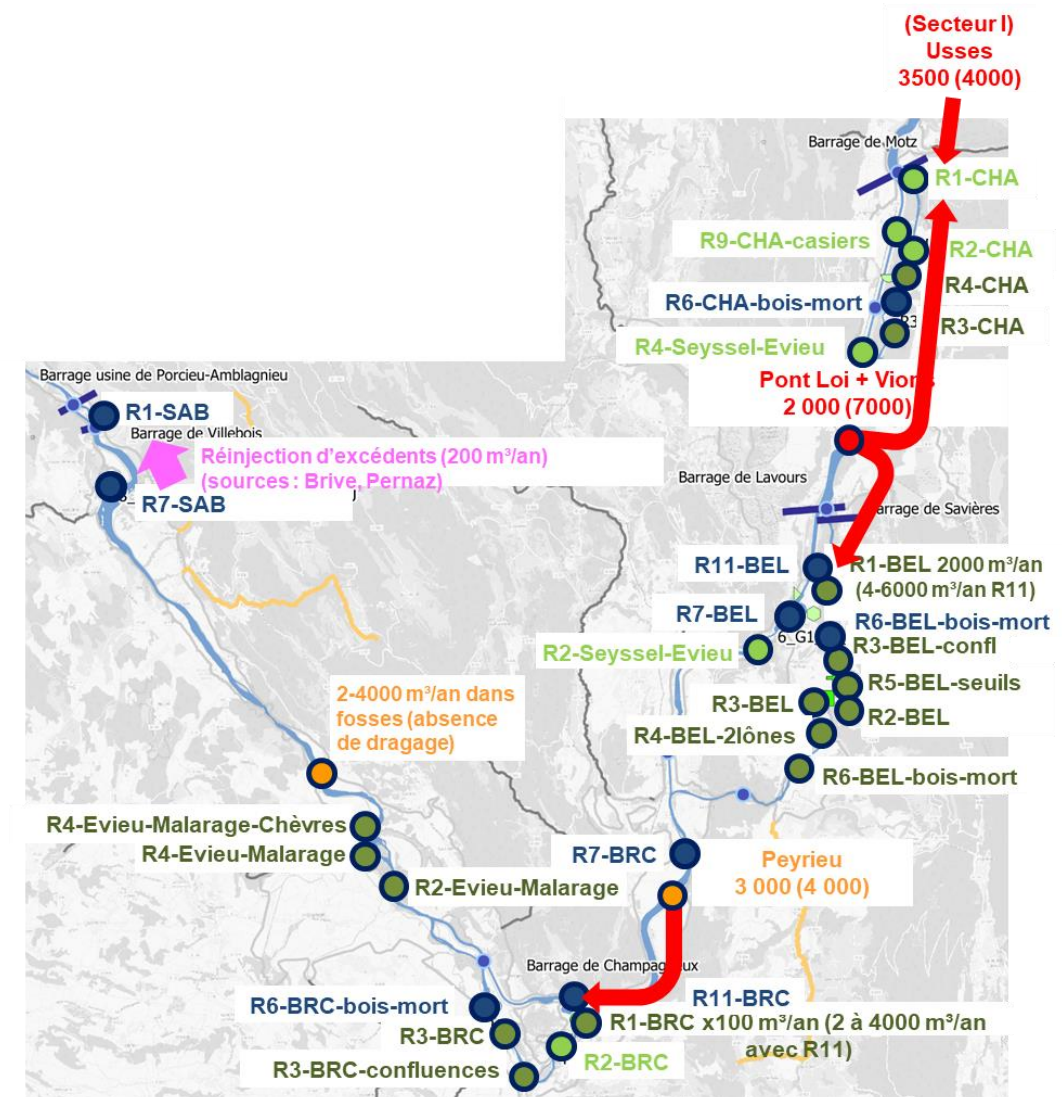 (Secteur I)
Usses
3500 (4000)
Barrage de Motz
R1-CHA
R9-CHA-casiers
R2-CHA
R4-CHA
R6-CHA-bois-mort
R3-CHA
R4-Seyssel-Evieu
Pont Loi + Vions
2 000 (7000)
Barrage usine de Porcieu-Amblagnieu
R1-SAB
Barrage de Villebois
Réinjection d'excédents (200 m³/an)
(sources : Brive, Pernaz)
R7-SAB
Barrage de Lavours
Barrage de Savières
R11-BEL
R1-BEL 2000 m³/an
(4-6000 m³/an R11)
R7-BEL
R6-BEL-bois-mort
R3-BEL-confl
R2-Seyssel-Evieu
R5-BEL-seuils
R3-BEL
R2-BEL
R4-BEL-2lônes
R6-BEL-bois-mort
2-4000 m³/an dans
fosses (absence
de dragage)
R4-Evieu-Malarage-Chèvres
R4-Evieu-Malarage
R2-Evieu-Malarage
R7-BRC
Peyrieu
3 000 (4 000)
Barrage de
R11-BRC
R6-BRC-bois-mort
R1-BRC x100 m³/an (2 à 4000 m³/an
avec R11)
R3-BRC
R2-BRC
R3-BRC-confluences